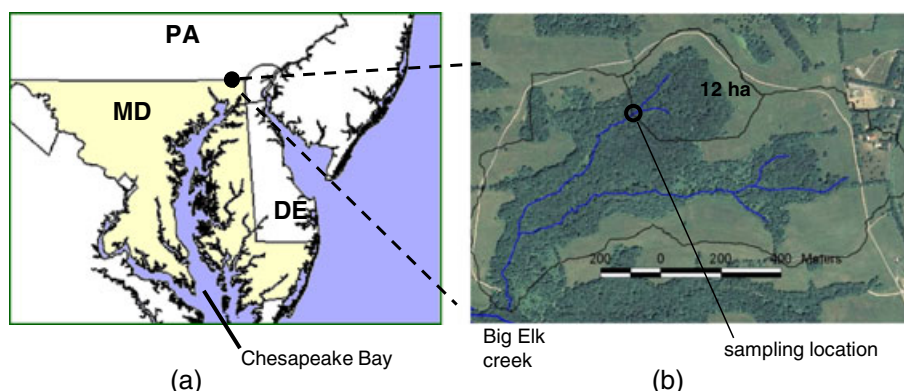 PA
MD
DE
Chesapeake Bay
(a)
12 ha
200 0 200 400 Meters
Big Elk
creek
sampling location
(b)